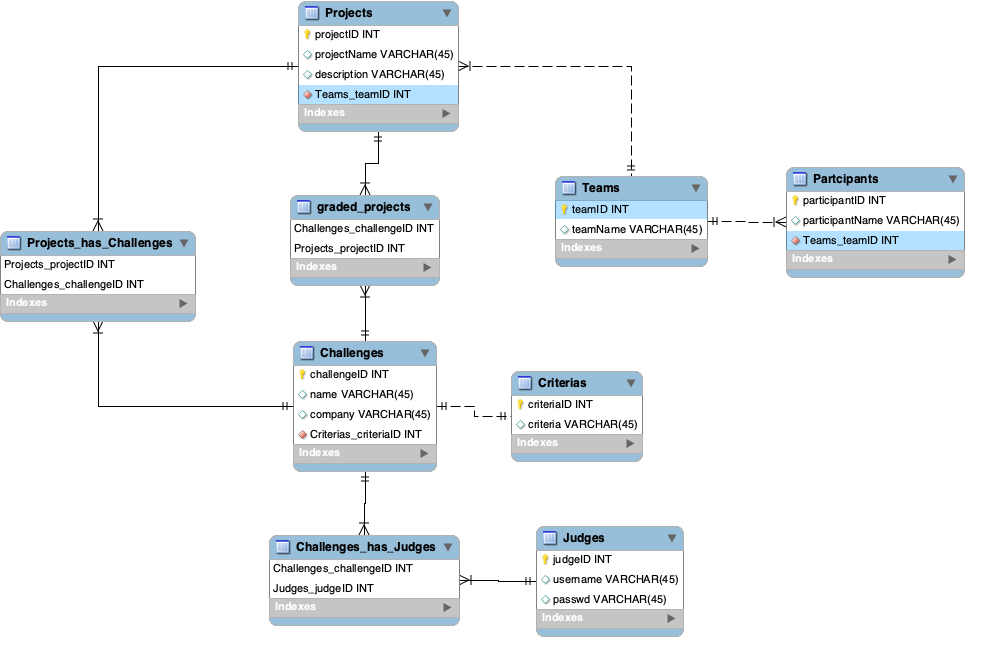 Projects
projectID INT
projectName VARCHAR(45)
description VARCHAR(45)
Teams_teamID INT
Indexes
Teams
teamID INT
teamName VARCHAR(45)
Indexes
Partcipants
participantID INT
participantName VARCHAR(45)
Teams_teamID INT
Indexes
graded_projects
Challenges_challengeID INT
Projects_projectID INT
Indexes
Projects_has_Challenges
Projects_projectID INT
Challenges_challengeID INT
Indexes
Challenges
challengeID INT
name VARCHAR(45)
company VARCHAR(45)
Criterias_criteriaID INT
Indexes
Criterias
criteriaID INT
criteria VARCHAR(45)
Indexes
Challenges_has_Judges
Challenges_challengeID INT
Judges_judgeID INT
Indexes
Judges
judgeID INT
username VARCHAR(45)
passwd VARCHAR(45)
Indexes